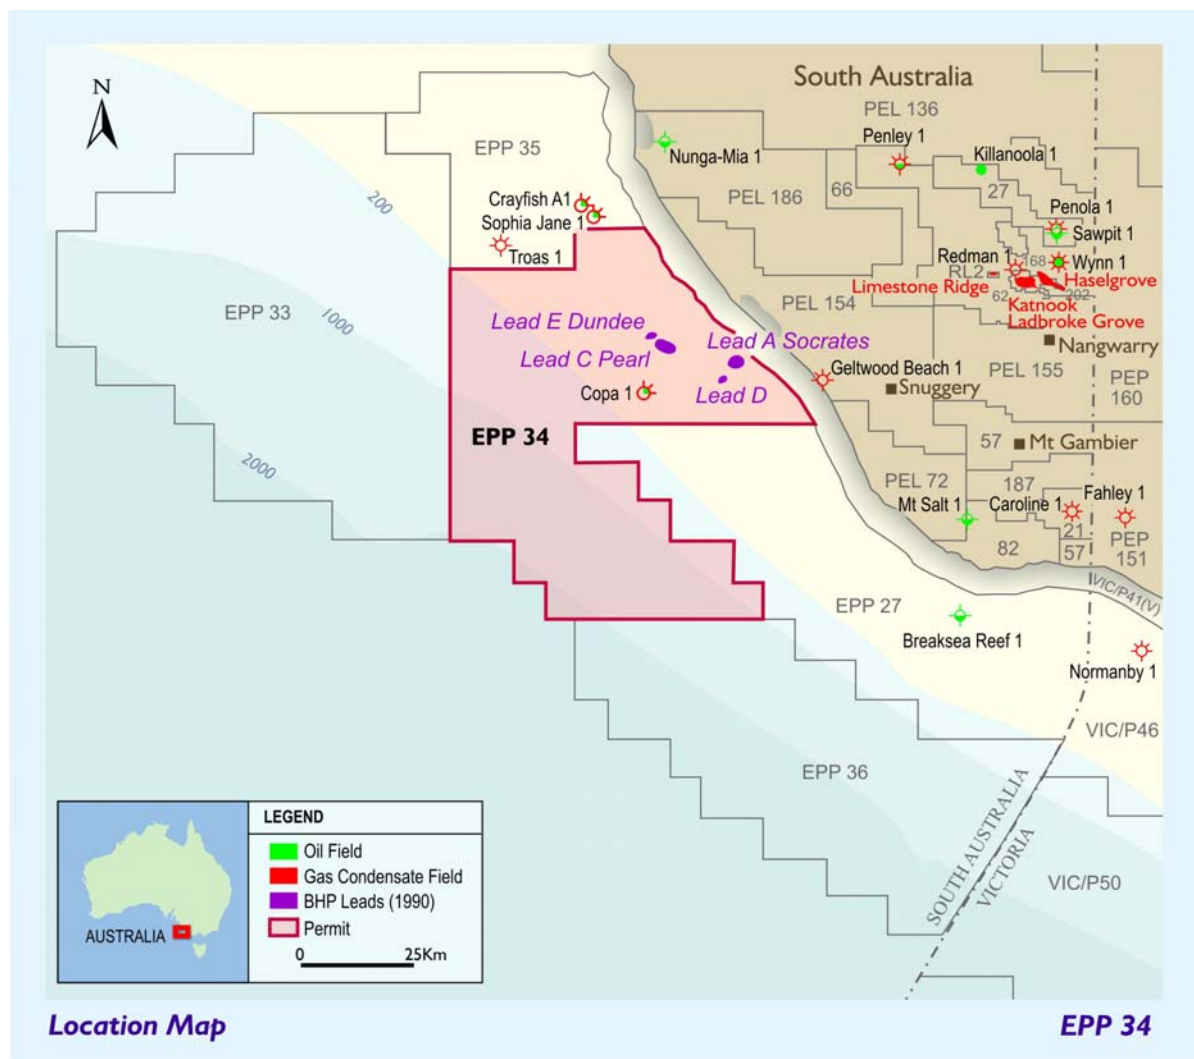 N
South Australia
PEL 136
EPP 35
Nunga-Mia 1
Penley 1
Killanoola 1
200
Crayfish A1
Sophia Jane 1
Troas 1
PEL 186
66
27
Penola 1
Sawpit 1
Redman 1
168
Wynn 1
RL2
Limestone Ridge
62
Haselgrove
202
Katnook
Ladbroke Grove
EPP 33
1000
PEL 154
Lead E Dundee
Lead C Pearl
Lead A Socrates
Lead D
Copa 1
Geltwood Beach 1
Nangwarry
Snuggery
PEL 155
PEP
160
EPP 34
2000
57
Mt Gambier
PEL 72
187
Mt Salt 1
Caroline 1
Fahley 1
21
82
57
PEP
151
VIC/P41(V)
EPP 27
Breaksea Reef 1
Normanby 1
VIC/P46
EPP 36
SOUTH AUSTRALIA
VICTORIA
VIC/P50
LEGEND
Oil Field
Gas Condensate Field
BHP Leads (1990)
Permit
0 25Km
AUSTRALIA
Location Map
EPP 34